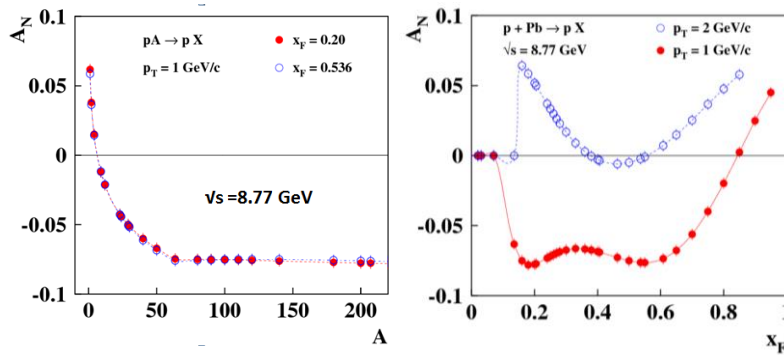 A_N
pA → p X
x_F = 0.20
p_T = 1 GeV/c
x_F = 0.536
√s =8.77 GeV
0.05
0
-0.05
-0.1
0
50
100
150
200
A
A_N
0.1
p + Pb → p X
p_T = 2 GeV/c
√s = 8.77 GeV
p_T = 1 GeV/c
0.05
0
-0.05
-0.1
0
0.2
0.4
0.6
0.8
x_F